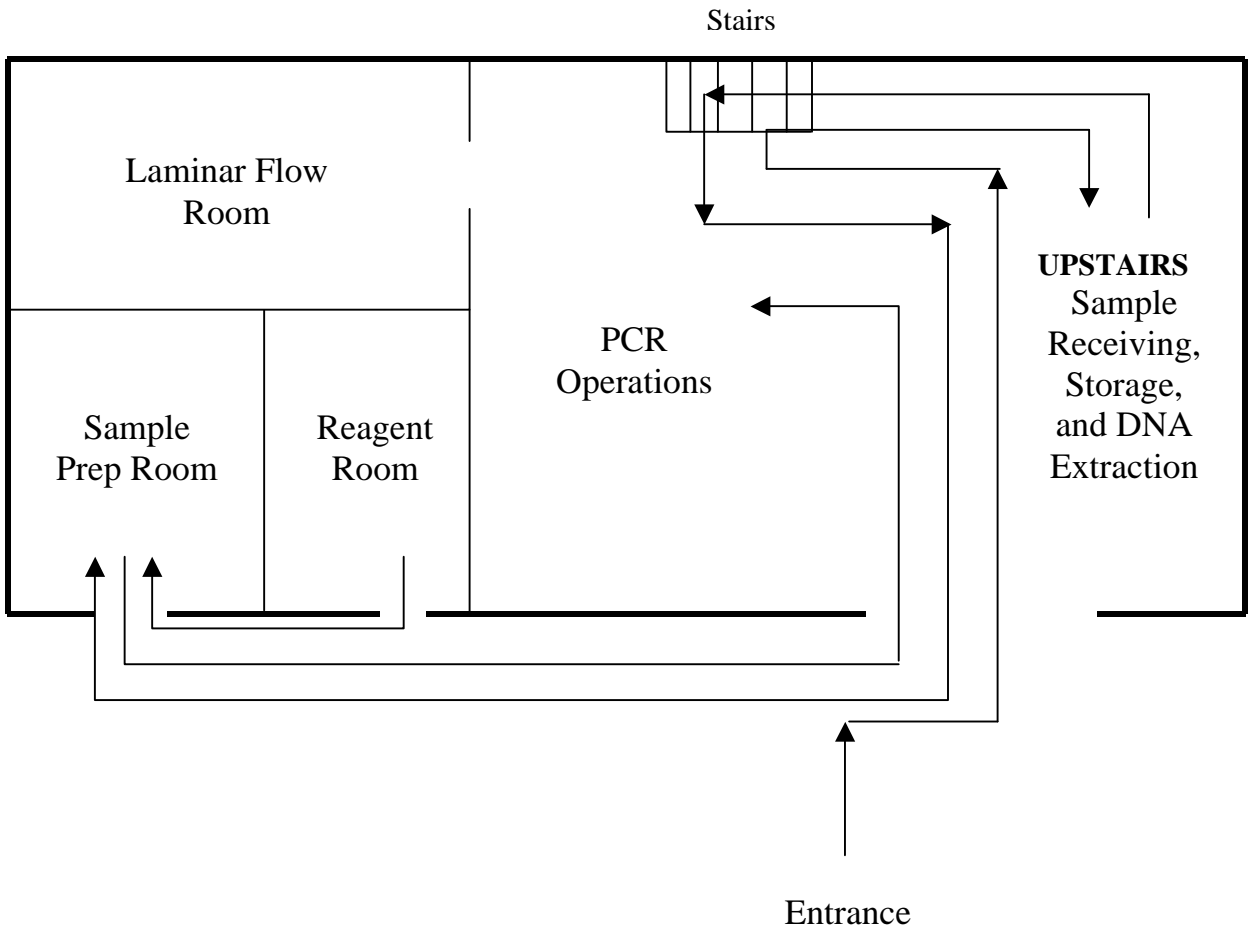 Stairs
Laminar Flow
Room
UPSTAIRS
Sample
Receiving,
Storage,
and DNA
Extraction
PCR
Operations
Sample
Prep Room
Reagent
Room
Entrance